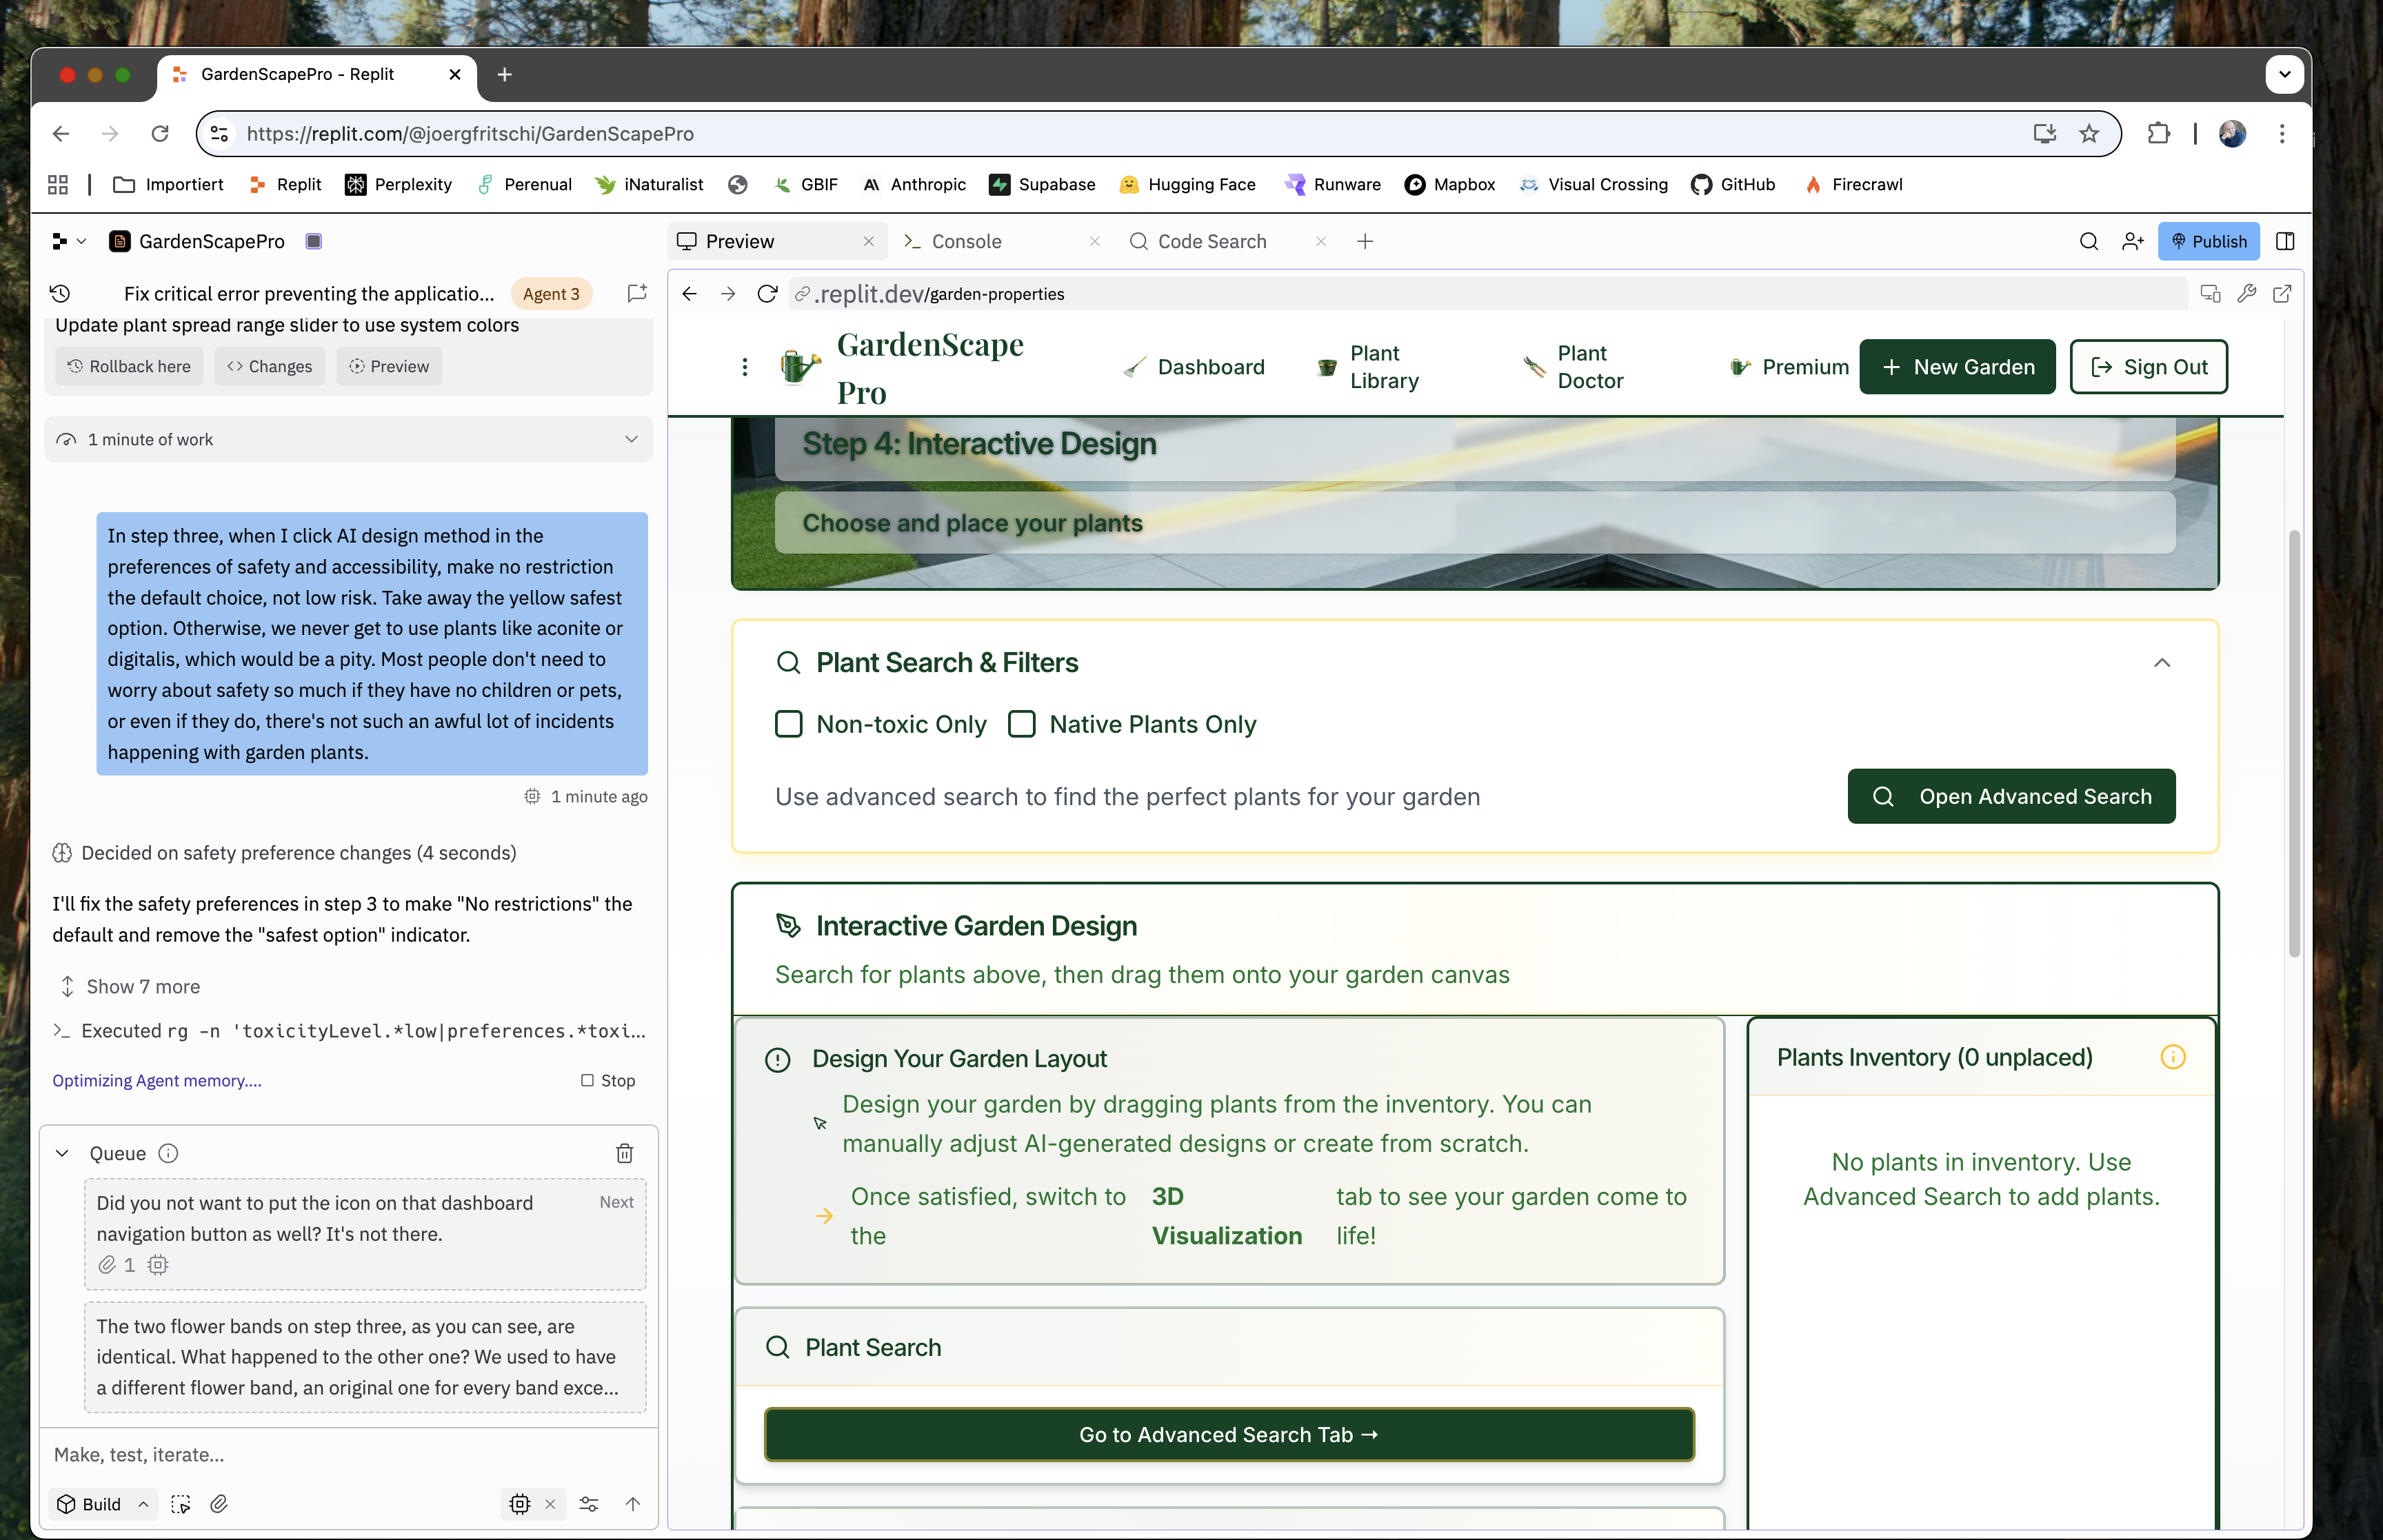 GardenScapePro - Replit
https://replit.com/@joergfritschi/GardenScapePro
Importiert
Replit
Perplexity
Perenual
iNaturalist
GBIF
Anthropic
Supabase
Hugging Face
Runware
Mapbox
Visual Crossing
GitHub
Firecrawl
GardenScapePro
Fix critical error preventing the applicatio...
Agent 3
Update plant spread range slider to use system colors
Rollback here
Changes
Preview
1 minute of work
In step three, when I click AI design method in the
preferences of safety and accessibility, make no restriction
the default choice, not low risk. Take away the yellow safest
option. Otherwise, we never get to use plants like aconite or
digitalis, which would be a pity. Most people don't need to
worry about safety so much if they have no children or pets,
or even if they do, there's not such an awful lot of incidents
happening with garden plants.
1 minute ago
Decided on safety preference changes (4 seconds)
I'll fix the safety preferences in step 3 to make "No restrictions" the
default and remove the "safest option" indicator.
Show 7 more
Executed rg -n 'toxicityLevel.*low|preferences.*toxi...
Optimizing Agent memory....
Stop
Queue
Did you not want to put the icon on that dashboard
navigation button as well? It's not there.
Next
1
The two flower bands on step three, as you can see, are
identical. What happened to the other one? We used to have
a different flower band, an original one for every band exce...
Make, test, iterate...
Build
Preview
Console
Code Search
Publish
.replit.dev/garden-properties
GardenScape
Pro
Dashboard
Plant
Library
Plant
Doctor
Premium
New Garden
Sign Out
Step 4: Interactive Design
Choose and place your plants
Plant Search & Filters
Non-toxic Only
Native Plants Only
Use advanced search to find the perfect plants for your garden
Open Advanced Search
Interactive Garden Design
Search for plants above, then drag them onto your garden canvas
Design Your Garden Layout
Design your garden by dragging plants from the inventory. You can
manually adjust AI-generated designs or create from scratch.
Once satisfied, switch to
the
3D
Visualization
tab to see your garden come to
life!
Plant Search
Go to Advanced Search Tab →
Plants Inventory (0 unplaced)
No plants in inventory. Use
Advanced Search to add plants.